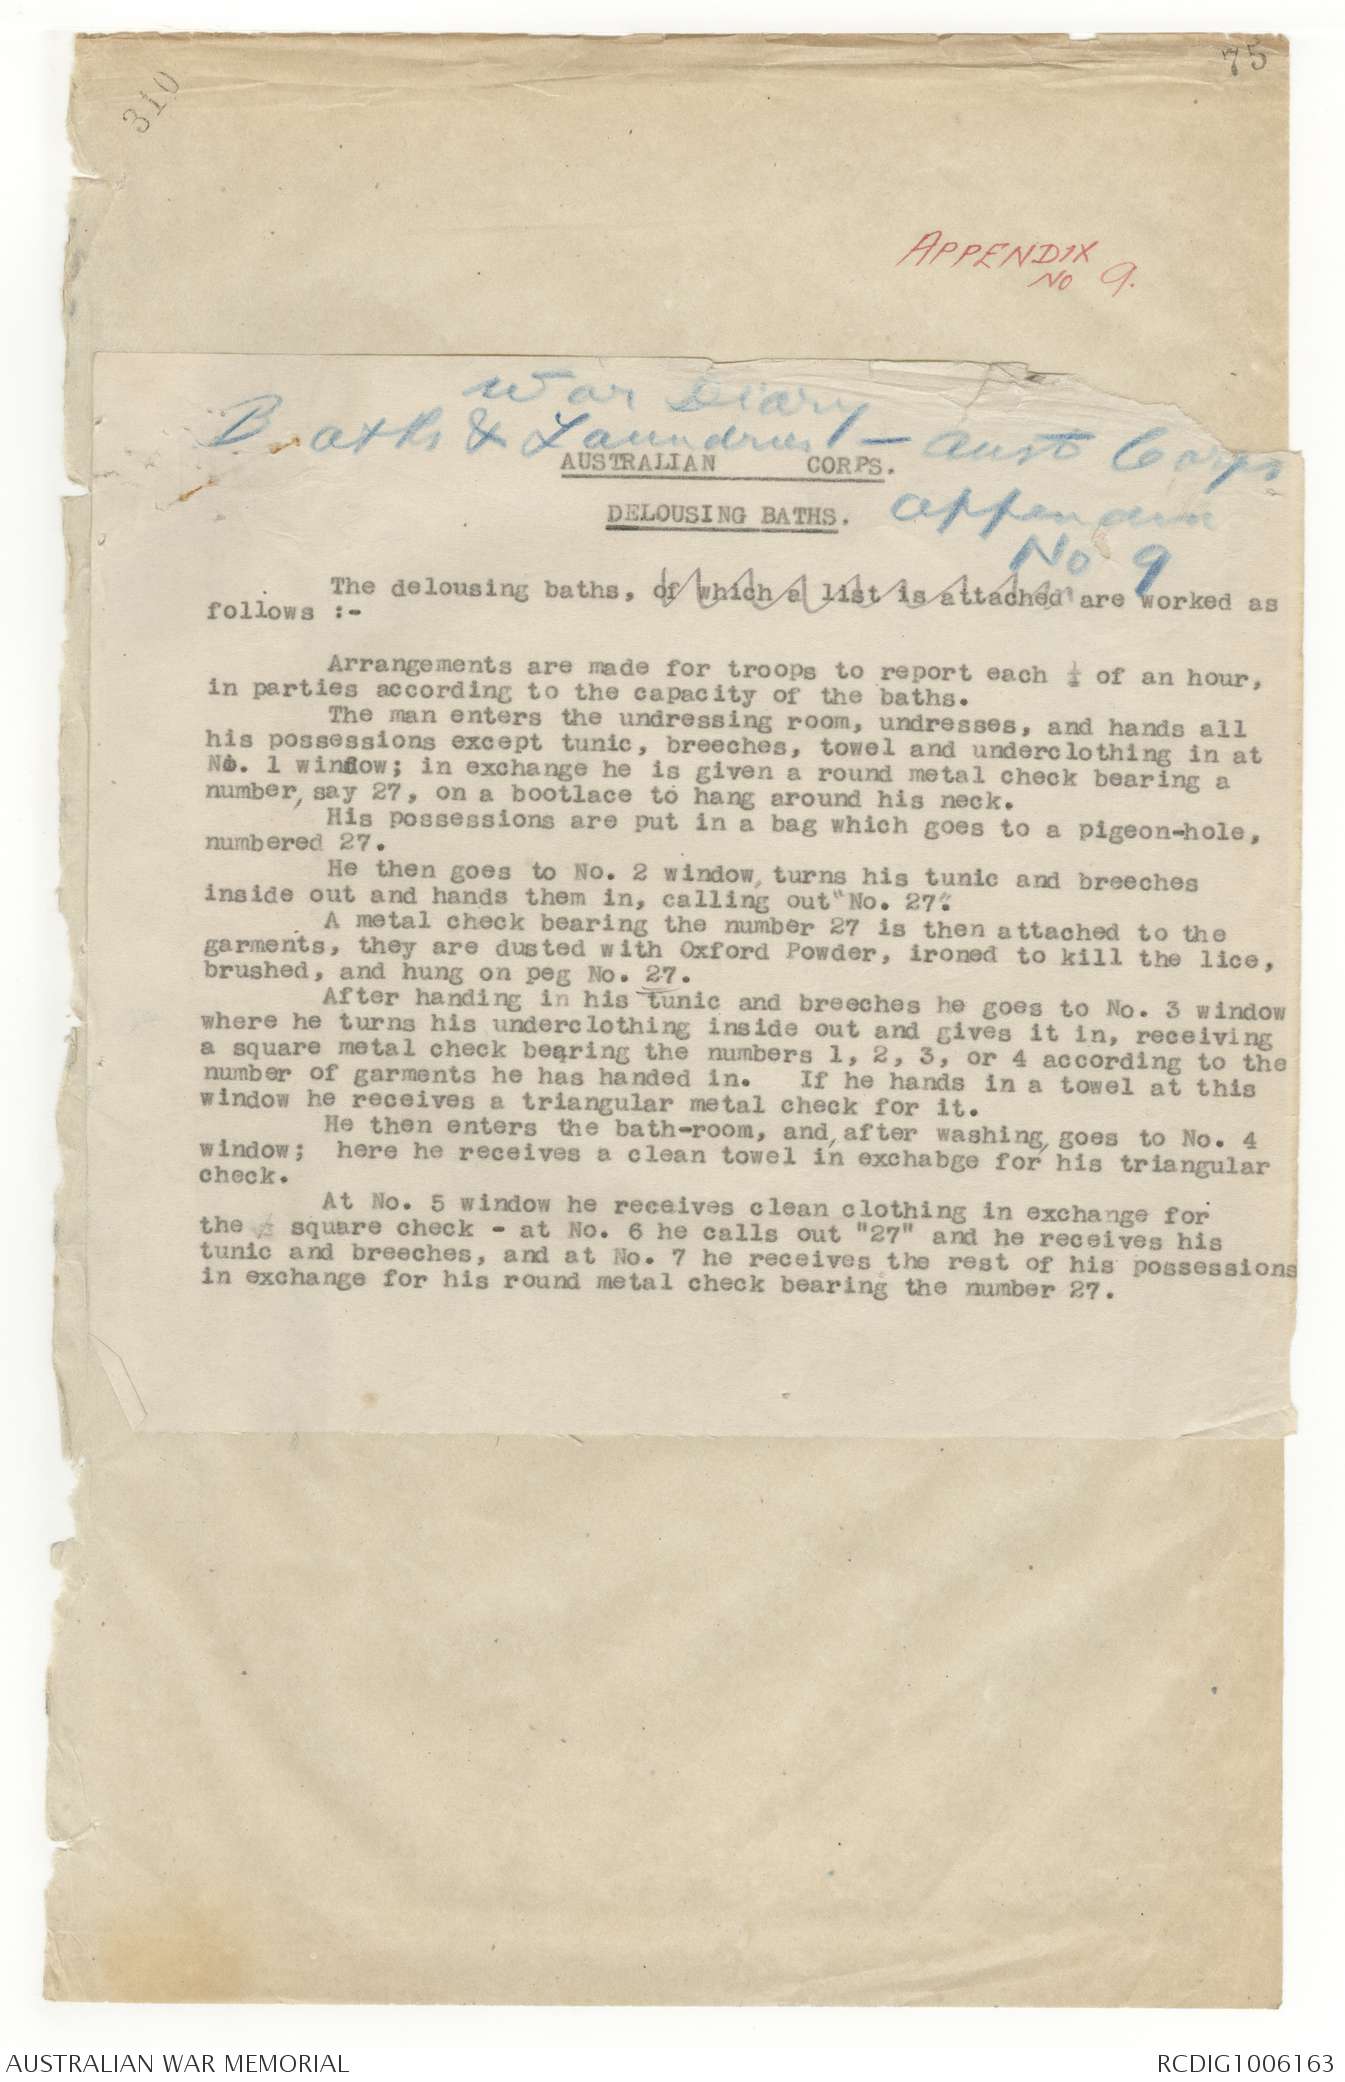 310
75
APPENDIX
No 9.
War Diary
Baths & Laundries - Aust Corps
AUSTRALIAN CORPS.
DELOUSING BATHS.
Appendix
No 9
The delousing baths, of which a list is attached are worked as
follows :-
Arrangements are made for troops to report each ¼ of an hour,
in parties according to the capacity of the baths.
The man enters the undressing room, undresses, and hands all
his possessions except tunic, breeches, towel and underclothing in at
No. 1 window; in exchange he is given a round metal check bearing a
number, say 27, on a bootlace to hang around his neck.
His possessions are put in a bag which goes to a pigeon-hole,
numbered 27.
He then goes to No. 2 window, turns his tunic and breeches
inside out and hands them in, calling out "No. 27".
A metal check bearing the number 27 is then attached to the
garments, they are dusted with Oxford Powder, ironed to kill the lice,
brushed, and hung on peg No. 27.
After handing in his tunic and breeches he goes to No. 3 window
where he turns his underclothing inside out and gives it in, receiving
a square metal check bearing the numbers 1, 2, 3, or 4 according to the
number of garments he has handed in. If he hands in a towel at this
window he receives a triangular metal check for it.
He then enters the bath-room, and, after washing, goes to No. 4
window; here he receives a clean towel in exchabge for his triangular
check.
At No. 5 window he receives clean clothing in exchange for
the square check - at No. 6 he calls out "27" and he receives his
tunic and breeches, and at No. 7 he receives the rest of his possessions
in exchange for his round metal check bearing the number 27.
AUSTRALIAN WAR MEMORIAL
RCDIG1006163